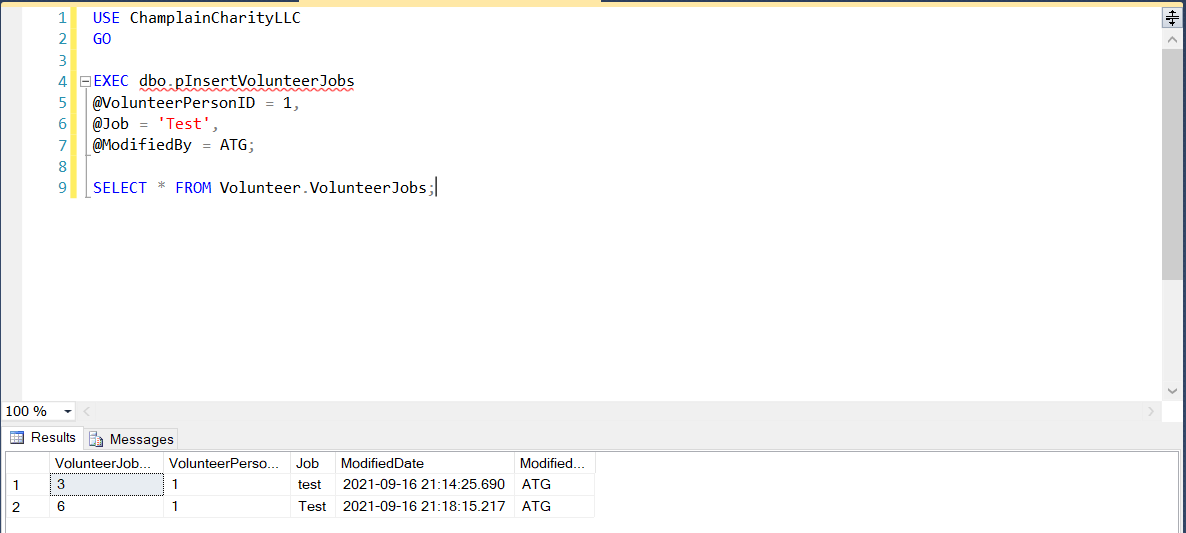 1 USE ChamplainCharityLLC
2 GO
3
4 EXEC dbo.pInsertVolunteerJobs
5 @VolunteerPersonID = 1,
6 @Job = 'Test',
7 @ModifiedBy = ATG;
8
9 SELECT * FROM Volunteer.VolunteerJobs;
100 %
Results Messages
VolunteerJob... VolunteerPerso... Job ModifiedDate Modified...
1 3 1 test 2021-09-16 21:14:25.690 ATG
2 6 1 Test 2021-09-16 21:18:15.217 ATG